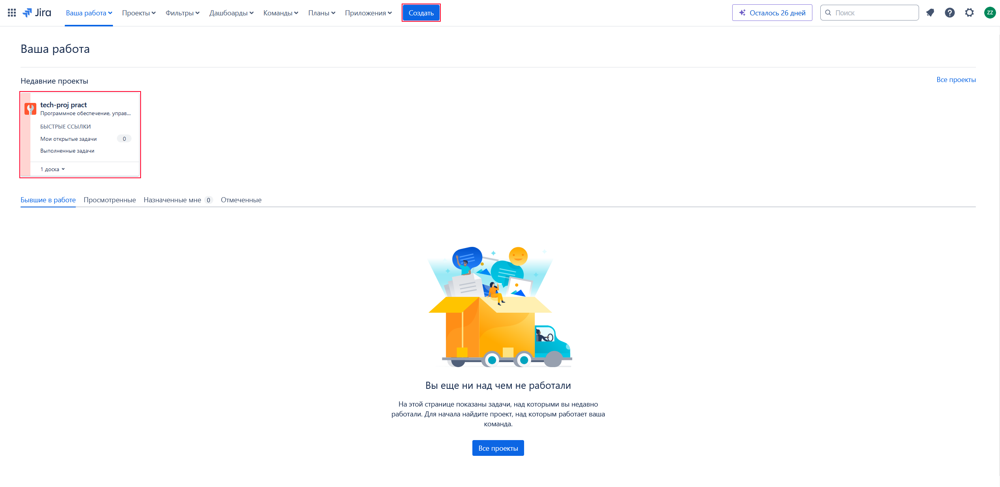 Jira Ваша работа Проекты Фильтры Дашбоарды Команды Планы Приложения Создать Осталось 26 дней Поиск ZZ
Ваша работа
Недавние проекты Все проекты
tech-proj pract
Программное обеспечение, управ...
БЫСТРЫЕ ССЫЛКИ
Мои открытые задачи 0
Выполненные задачи
1 доска
Бывшие в работе Просмотренные Назначенные мне 0 Отмеченные
Вы еще ни над чем не работали
На этой странице показаны задачи, над которыми вы недавно
работали. Для начала найдите проект, над которым работает ваша
команда.
Все проекты